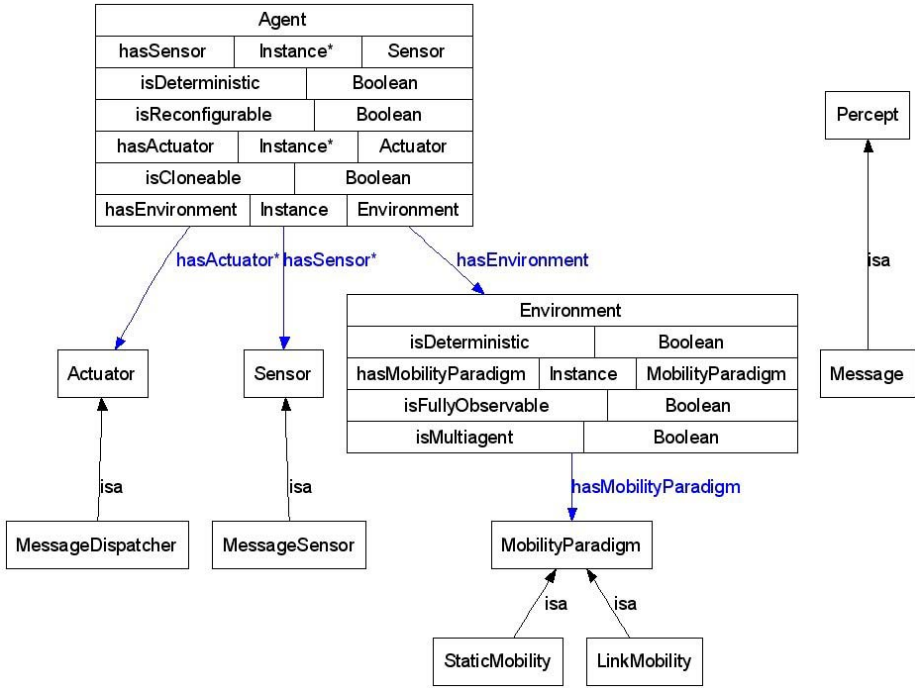 Agent
hasSensor Instance* Sensor
isDeterministic Boolean
isReconfigurable Boolean
hasActuator Instance* Actuator
isCloneable Boolean
hasEnvironment Instance Environment
Percept
hasActuator* hasSensor* hasEnvironment
isa
Environment
isDeterministic Boolean
hasMobilityParadigm Instance MobilityParadigm
isFullyObservable Boolean
isMultiagent Boolean
Actuator Sensor Message
isa isa hasMobilityParadigm
MessageDispatcher MessageSensor MobilityParadigm
isa isa
StaticMobility LinkMobility